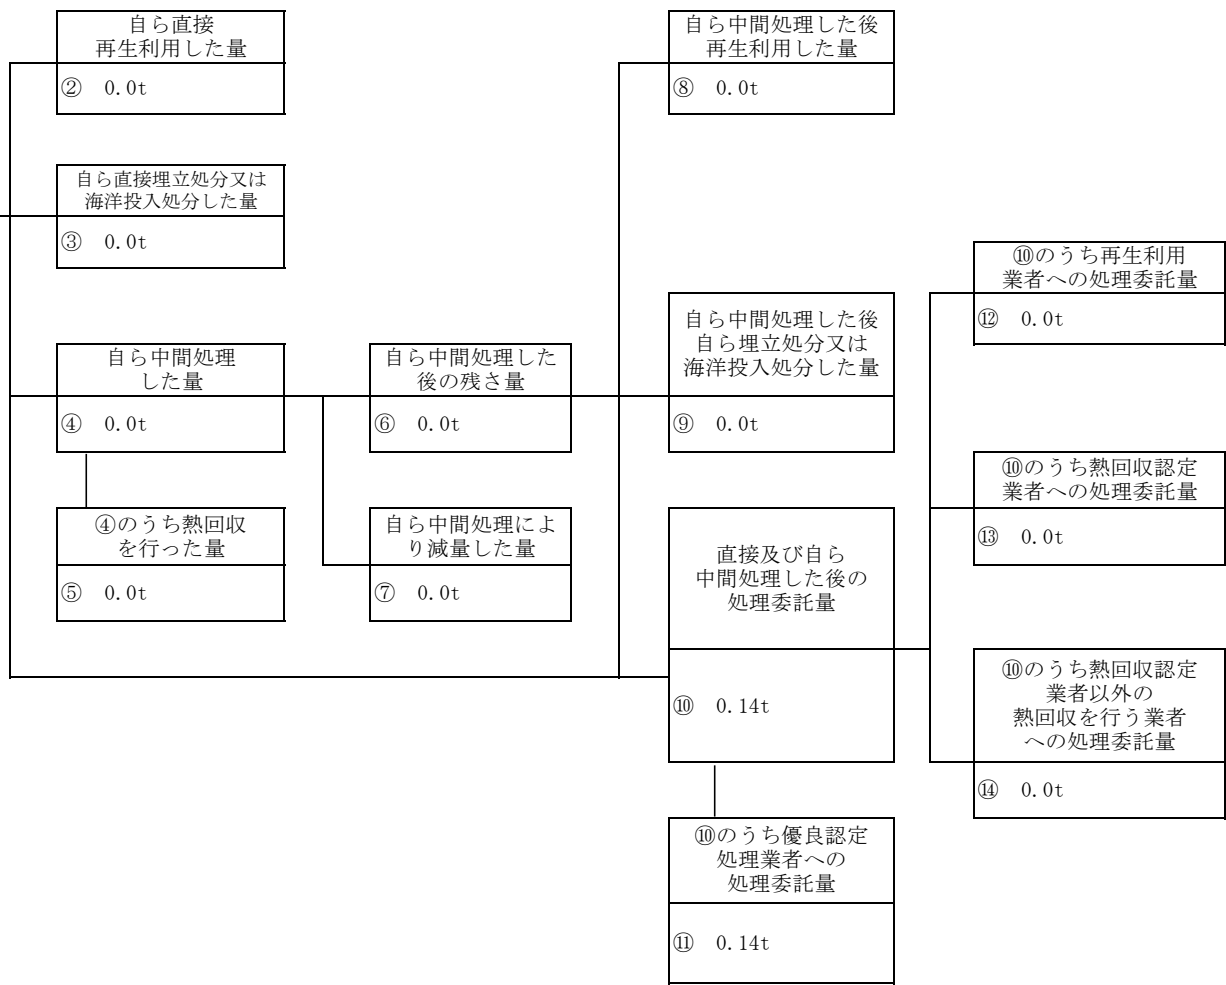 自ら直接
再生利用した量
② 0.0t
自ら中間処理した後
再生利用した量
⑧ 0.0t
自ら直接埋立処分又は
海洋投入処分した量
③ 0.0t
⑩のうち再生利用
業者への処理委託量
⑫ 0.0t
自ら中間処理した後
自ら埋立処分又は
海洋投入処分した量
⑨ 0.0t
自ら中間処理
した量
④ 0.0t
自ら中間処理した
後の残さ量
⑥ 0.0t
⑩のうち熱回収認定
業者への処理委託量
⑬ 0.0t
④のうち熱回収
を行った量
⑤ 0.0t
自ら中間処理によ
り減量した量
⑦ 0.0t
直接及び自ら
中間処理した後の
処理委託量
⑩ 0.14t
⑩のうち熱回収認定
業者以外の
熱回収を行う業者
への処理委託量
⑭ 0.0t
⑩のうち優良認定
処理業者への
処理委託量
⑪ 0.14t